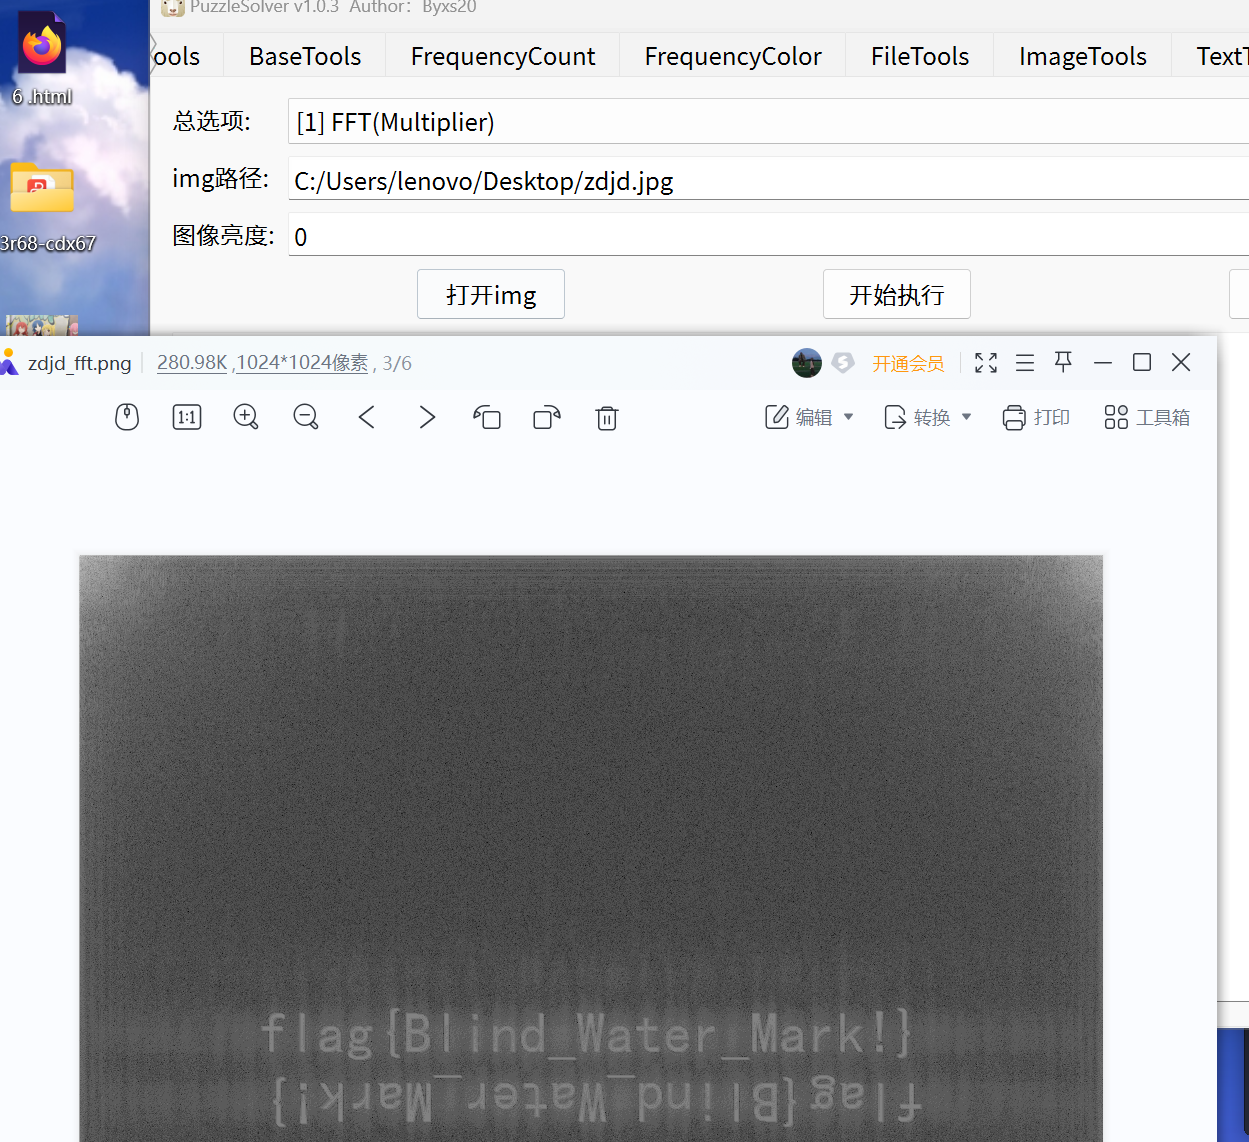 PuzzleSolver v1.0.3 Author: Byxs20
6 .html
ools BaseTools FrequencyCount FrequencyColor FileTools ImageTools TextT
总选项: [1] FFT(Multiplier)
img路径: C:/Users/lenovo/Desktop/zdjd.jpg
3r68-cdx67
图像亮度: 0
打开img 开始执行
zdjd_fft.png 280.98K ,1024*1024像素 , 3/6 开通会员
1:1 编辑 转换 打印 工具箱
flag{Blind_Water_Mark!}
flag{Blind_Water_Mark!}